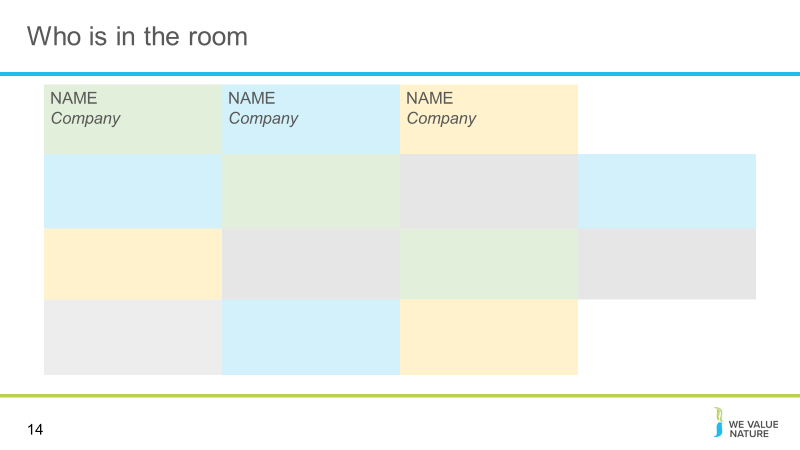 Who is in the room
NAME
Company
NAME
Company
NAME
Company
14
WE VALUE
NATURE